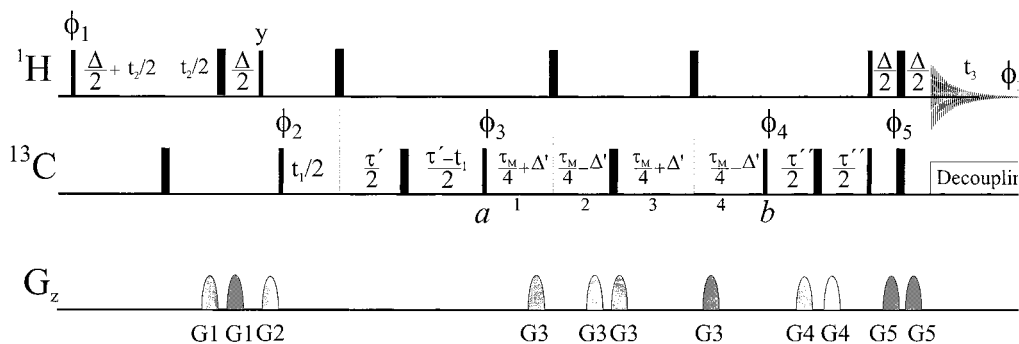 ϕ₁ y ϕ
¹H Δ/2 + t₂/2 t₂/2 Δ/2 Δ/2 Δ/2 t₃
ϕ₂ ϕ₃ ϕ₄ ϕ₅
¹³C t₁/2 τ′/2 τ′–t₁/2 τM/4+Δ′ τM/4–Δ′ τM/4+Δ′ τM/4–Δ′ τ′′/2 τ′′/2 Decouplin
a 1 2 3 4 b
Gz
G1 G1 G2 G3 G3 G3 G3 G4 G4 G5 G5